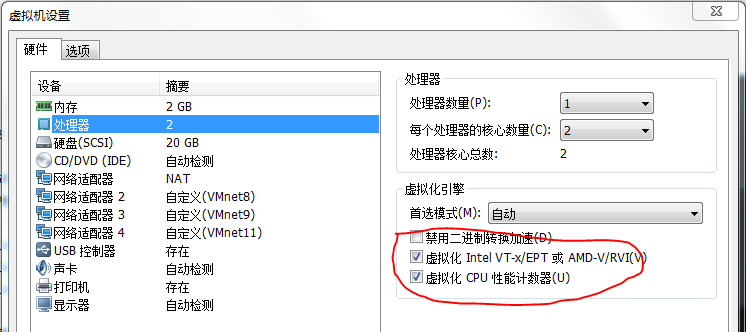 虚拟机设置
硬件 选项
设备 摘要
内存 2 GB
处理器 2
硬盘(SCSI) 20 GB
CD/DVD (IDE) 自动检测
网络适配器 NAT
网络适配器 2 自定义(VMnet8)
网络适配器 3 自定义(VMnet9)
网络适配器 4 自定义(VMnet11)
USB 控制器 存在
声卡 自动检测
打印机 存在
显示器 自动检测
处理器
处理器数量(P): 1
每个处理器的核心数量(C): 2
处理器核心总数: 2
虚拟化引擎
首选模式(M): 自动
禁用二进制转换加速(D)
虚拟化 Intel VT-x/EPT 或 AMD-V/RVI(V)
虚拟化 CPU 性能计数器(U)